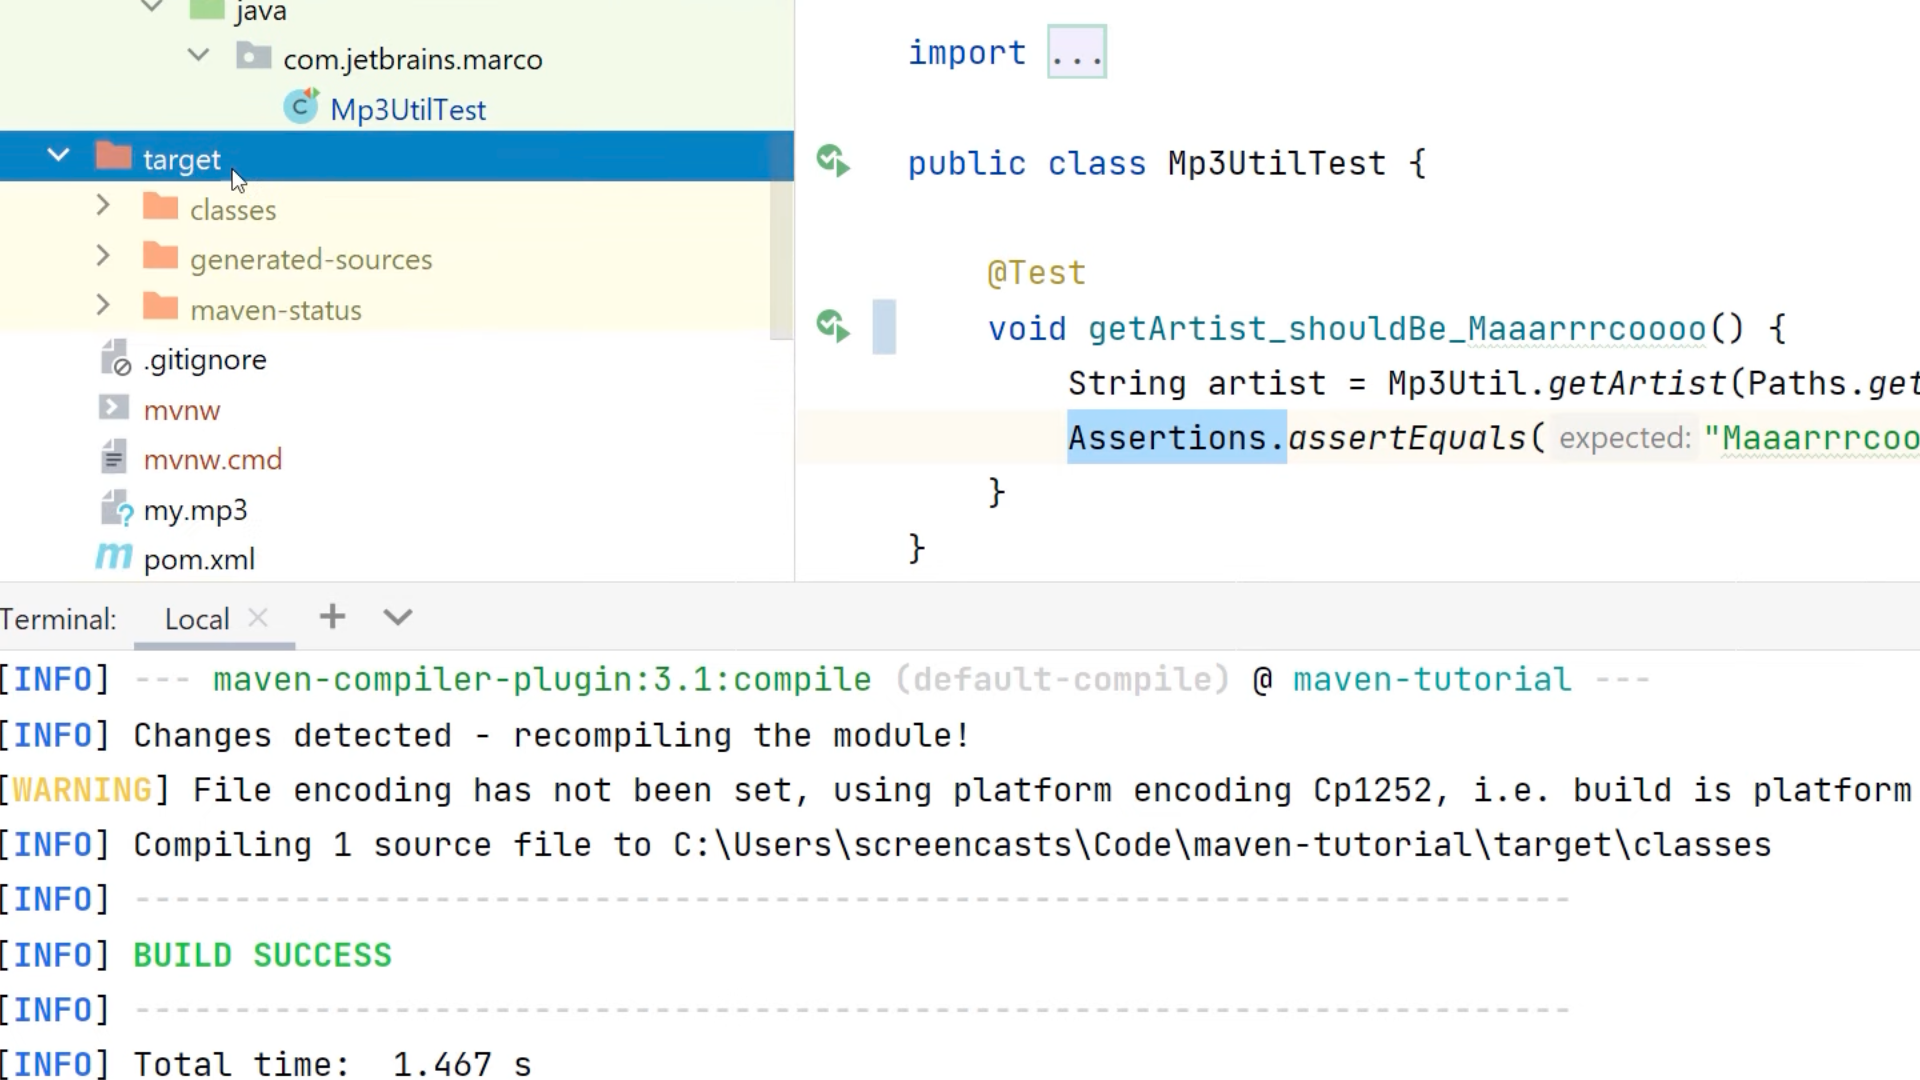 java
com.jetbrains.marco
Mp3UtilTest
target
classes
generated-sources
maven-status
.gitignore
mvnw
mvnw.cmd
my.mp3
pom.xml
import ...
public class Mp3UtilTest {
@Test
void getArtist_shouldBe_Maaarrrcoooo() {
String artist = Mp3Util.getArtist(Paths.get
Assertions.assertEquals( expected: "Maaarrrcoo
}
}
Terminal: Local
[INFO] --- maven-compiler-plugin:3.1:compile (default-compile) @ maven-tutorial ---
[INFO] Changes detected - recompiling the module!
[WARNING] File encoding has not been set, using platform encoding Cp1252, i.e. build is platform
[INFO] Compiling 1 source file to C:\Users\screencasts\Code\maven-tutorial\target\classes
[INFO] ------------------------------------------------------------------------
[INFO] BUILD SUCCESS
[INFO] ------------------------------------------------------------------------
[INFO] Total time:  1.467 s